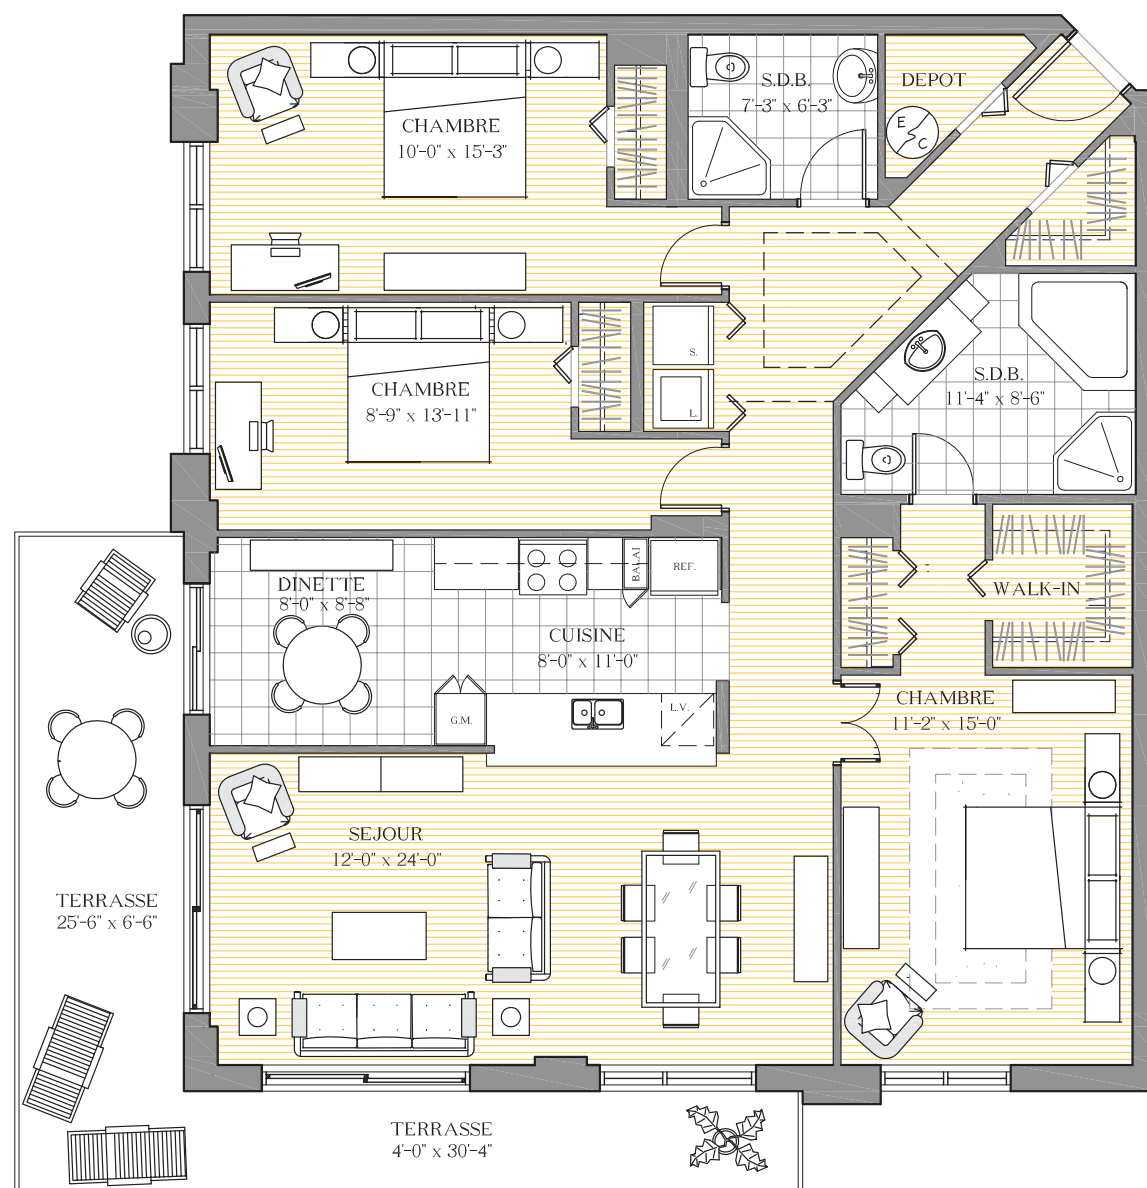 CHAMBRE
10'-0" x 15'-3"
S.D.B.
7'-3" x 6'-3"
DEPOT
E
C
CHAMBRE
8'-9" x 13'-11"
S.
L.
S.D.B.
11'-4" x 8'-6"
DINETTE
8'-0" x 8'-8"
BALAI
REF.
CUISINE
8'-0" x 11'-0"
WALK-IN
G.M.
L.V.
CHAMBRE
11'-2" x 15'-0"
SEJOUR
12'-0" x 24'-0"
TERRASSE
25'-6" x 6'-6"
TERRASSE
4'-0" x 30'-4"